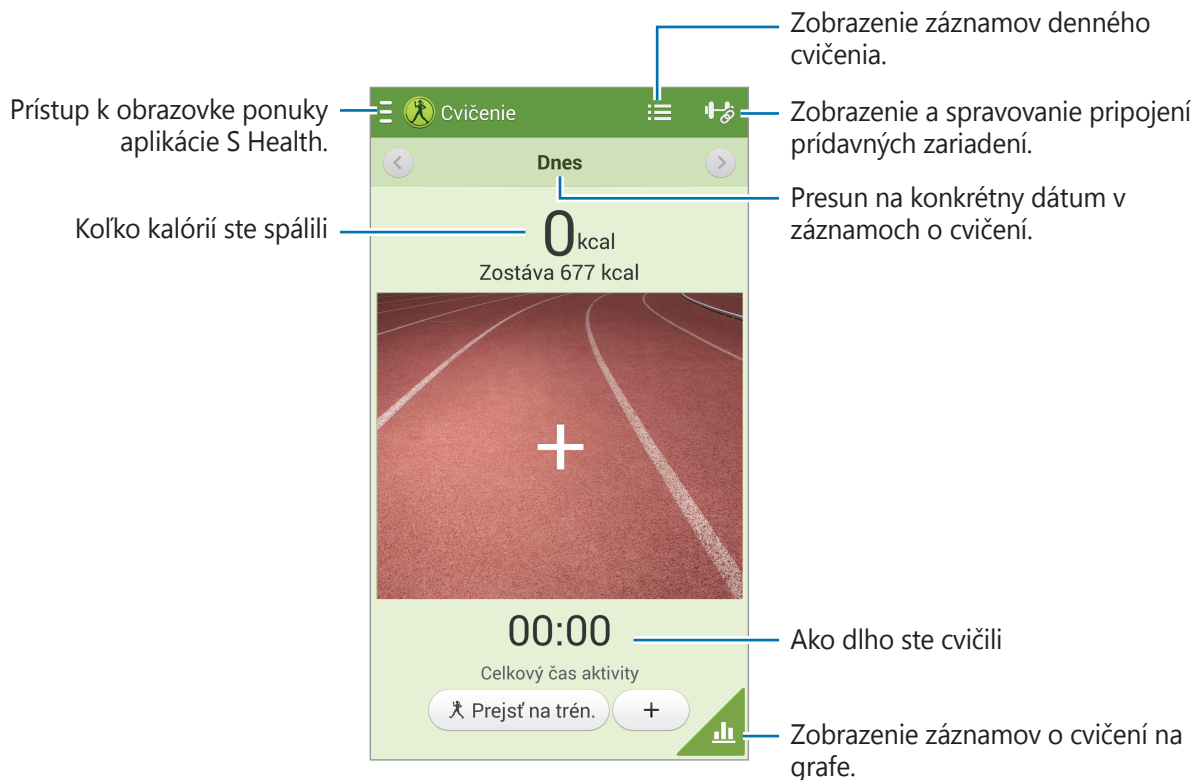 Zobrazenie záznamov denného
cvičenia.
Prístup k obrazovke ponuky
aplikácie S Health.
Cvičenie
Zobrazenie a spravovanie pripojení
prídavných zariadení.
Dnes
Presun na konkrétny dátum v
záznamoch o cvičení.
Koľko kalórií ste spálili
0 kcal
Zostáva 677 kcal
00:00
Ako dlho ste cvičili
Celkový čas aktivity
Prejsť na trén.
+
Zobrazenie záznamov o cvičení na
grafe.